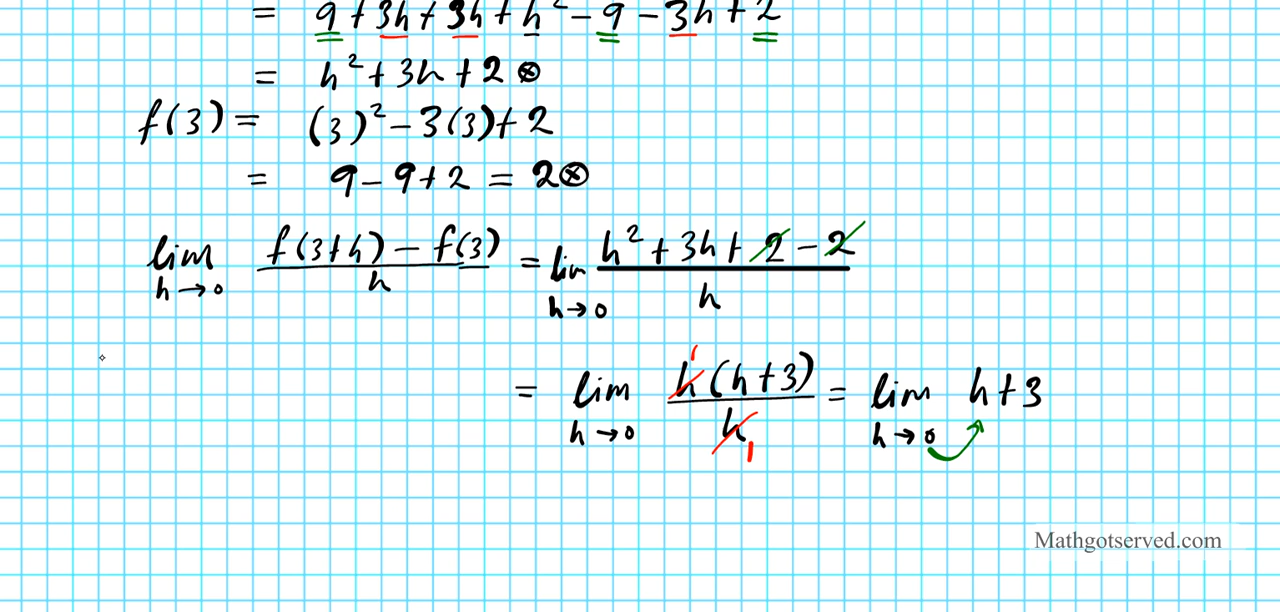 = 9 + 3h + 3h + h² - 9 - 3h + 2
= h² + 3h + 2 ⊗
f(3) = (3)² - 3(3) + 2
= 9 - 9 + 2 = 2 ⊗
lim h→0 f(3+h) - f(3) / h = lim h→0 h² + 3h + 2 - 2 / h
= lim h→0 h 1 (h+3) / h 1 = lim h→0 h+3
Mathgotserved.com